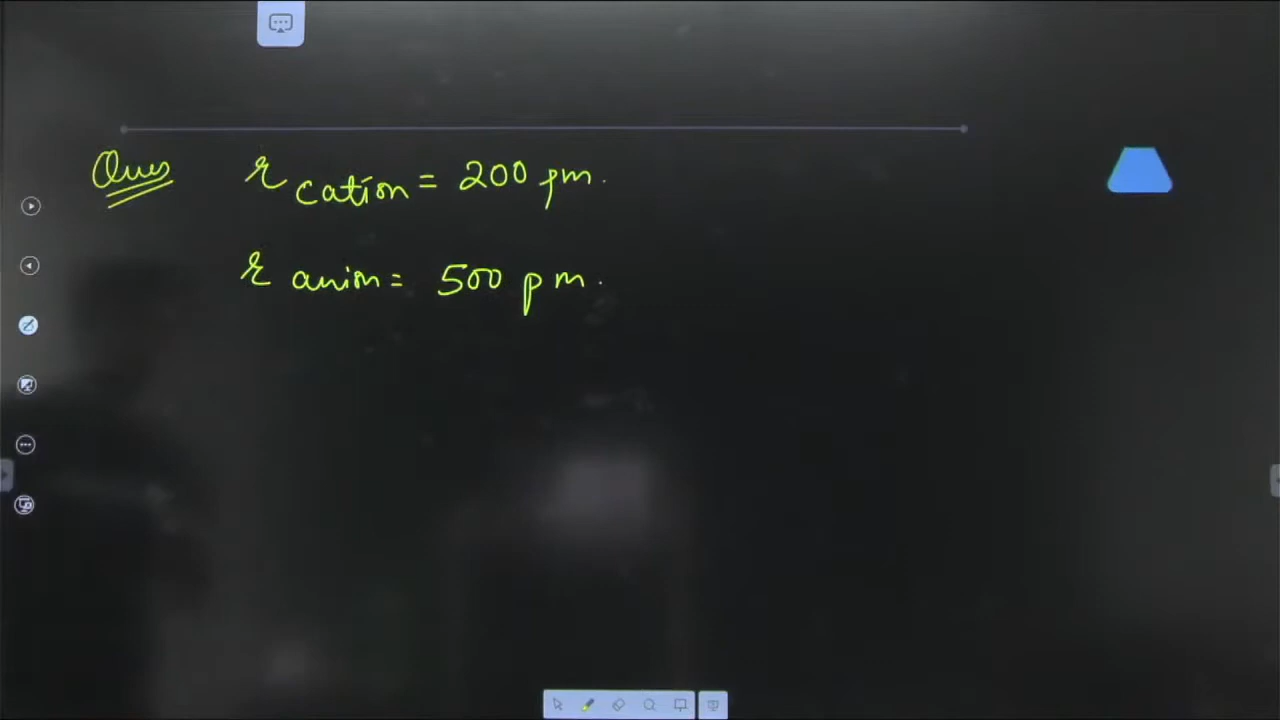 Ques r cation = 200 pm.
r anion = 500 pm.